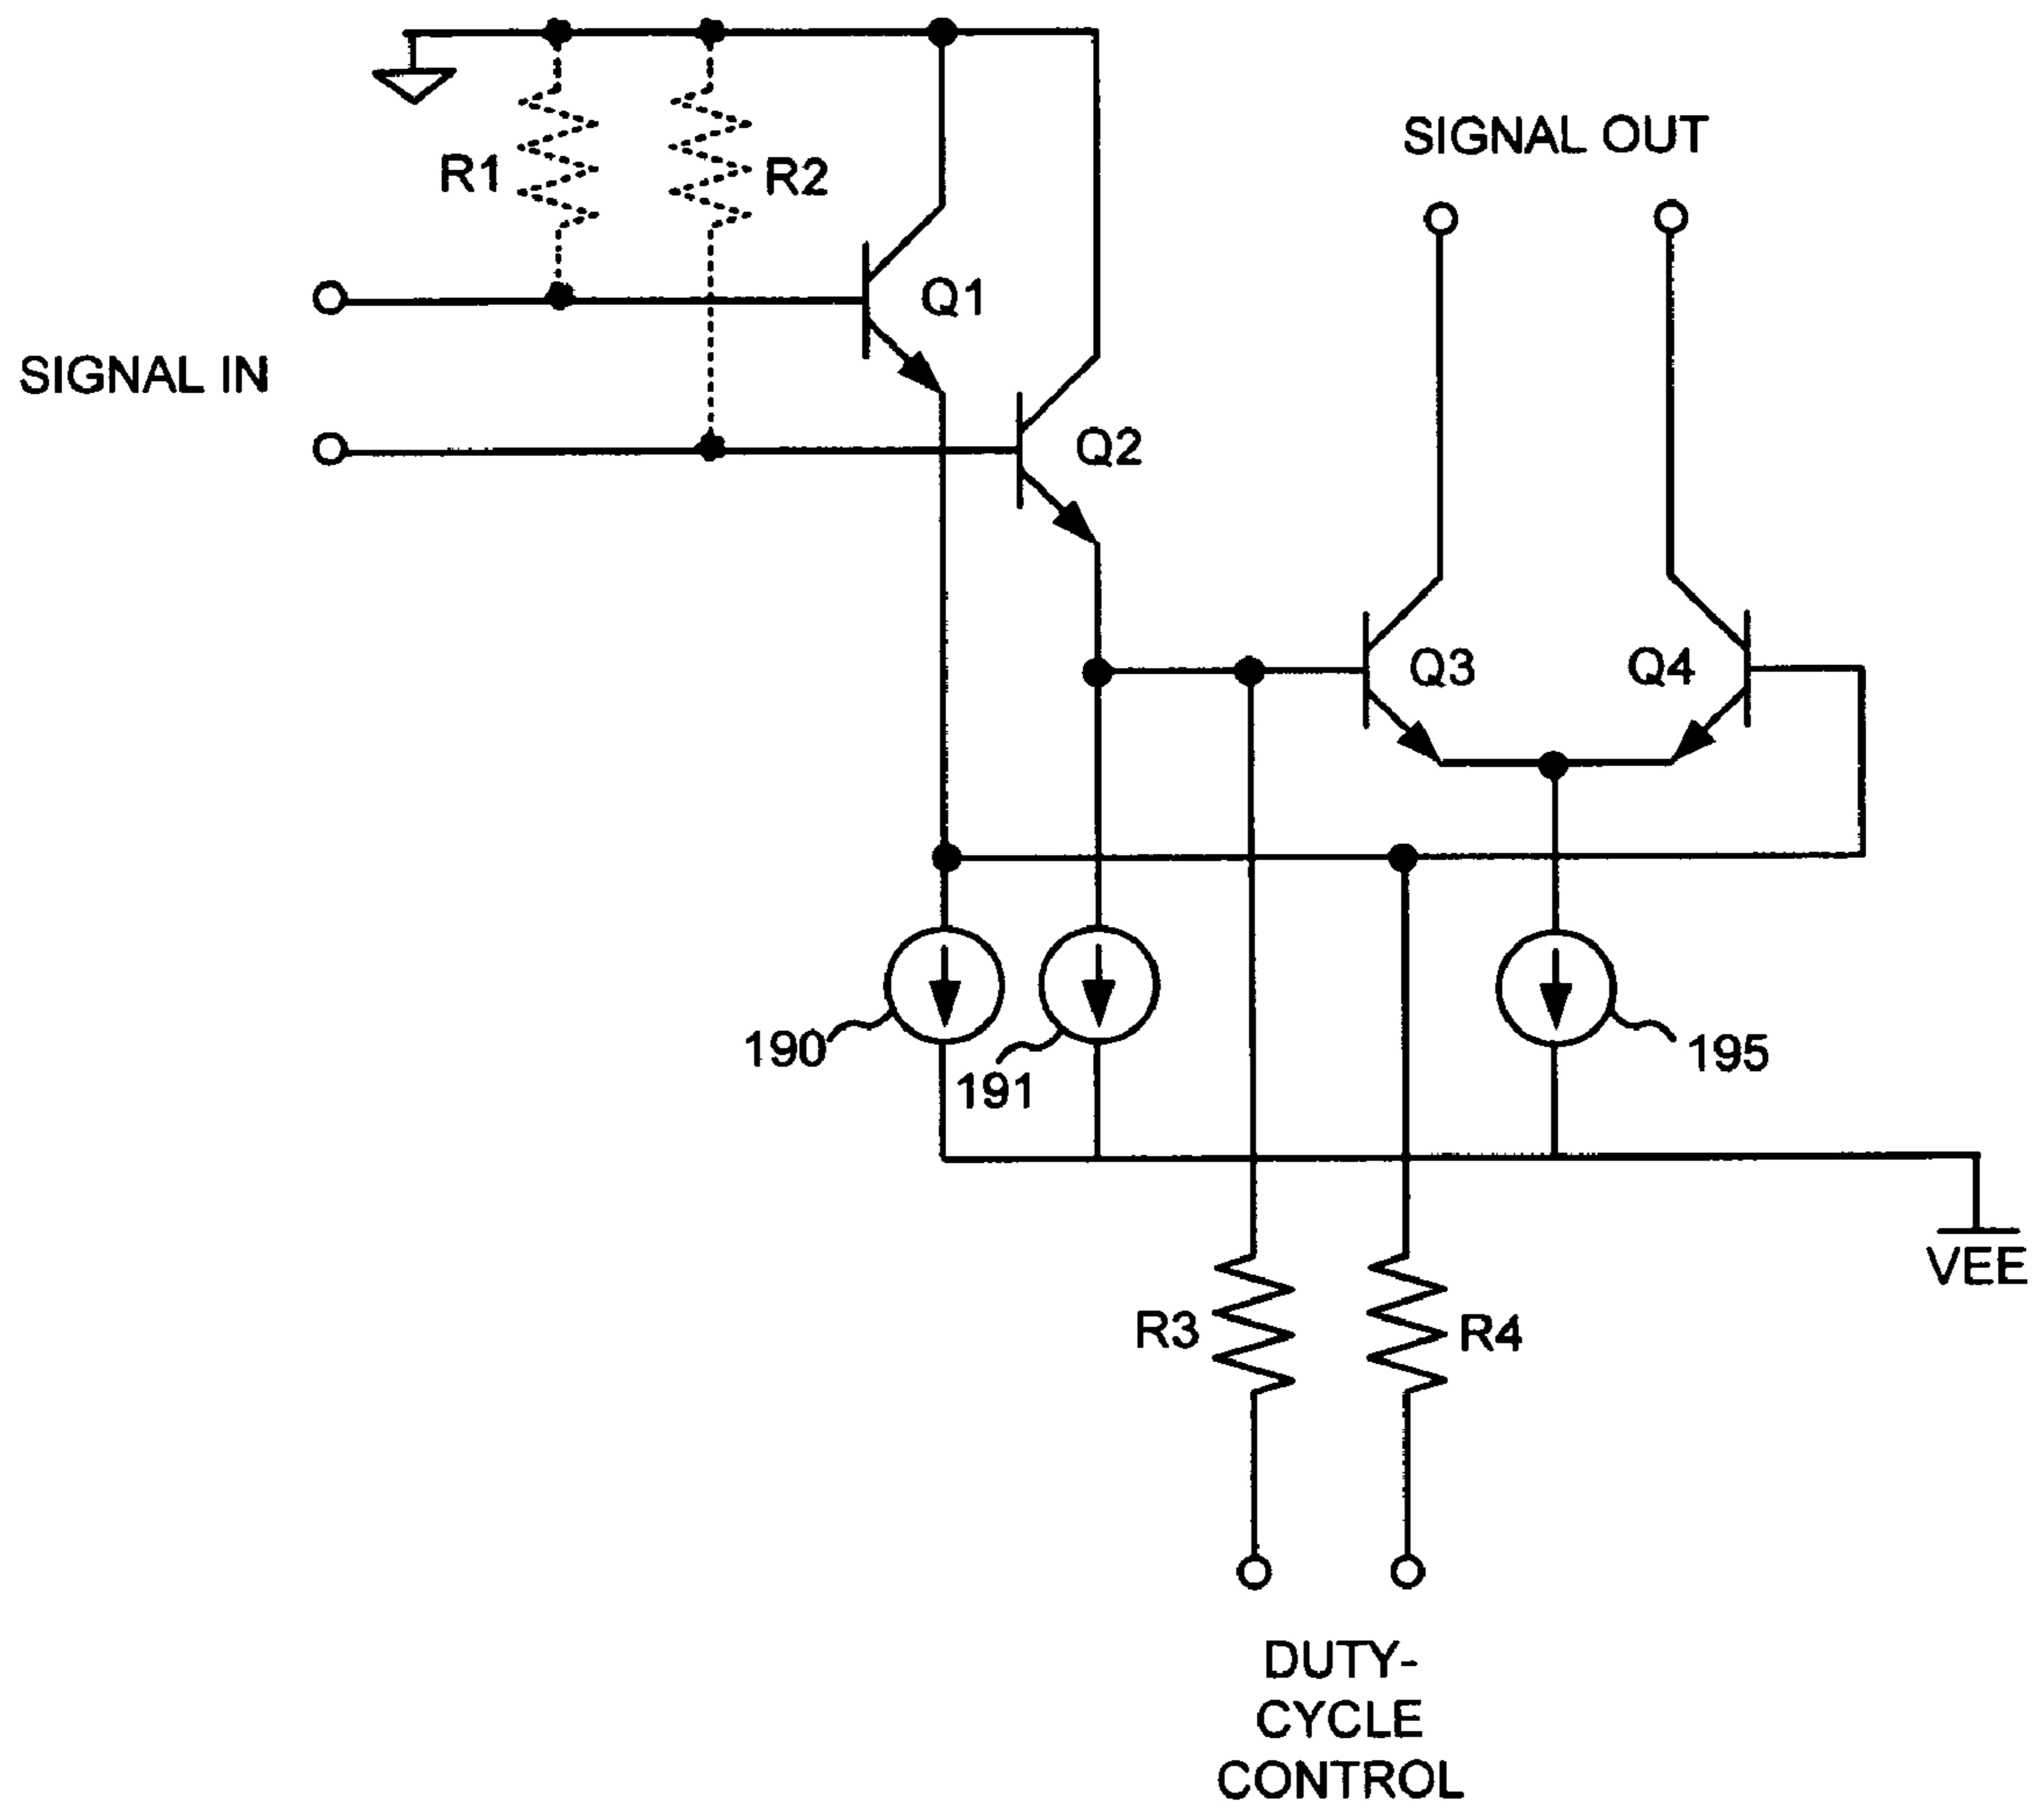 SIGNAL OUT
R1
R2
Q1
SIGNAL IN
Q2
Q3
Q4
190
191
195
VEE
R3
R4
DUTY-
CYCLE
CONTROL